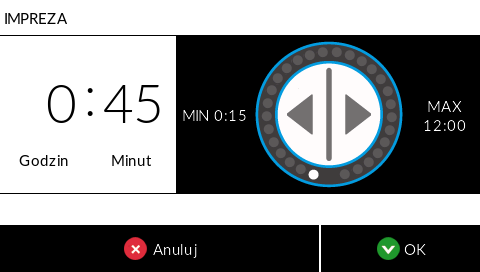 IMPREZA
0:45
Godzin Minut
MIN 0:15
MAX
12:00
Anuluj
OK